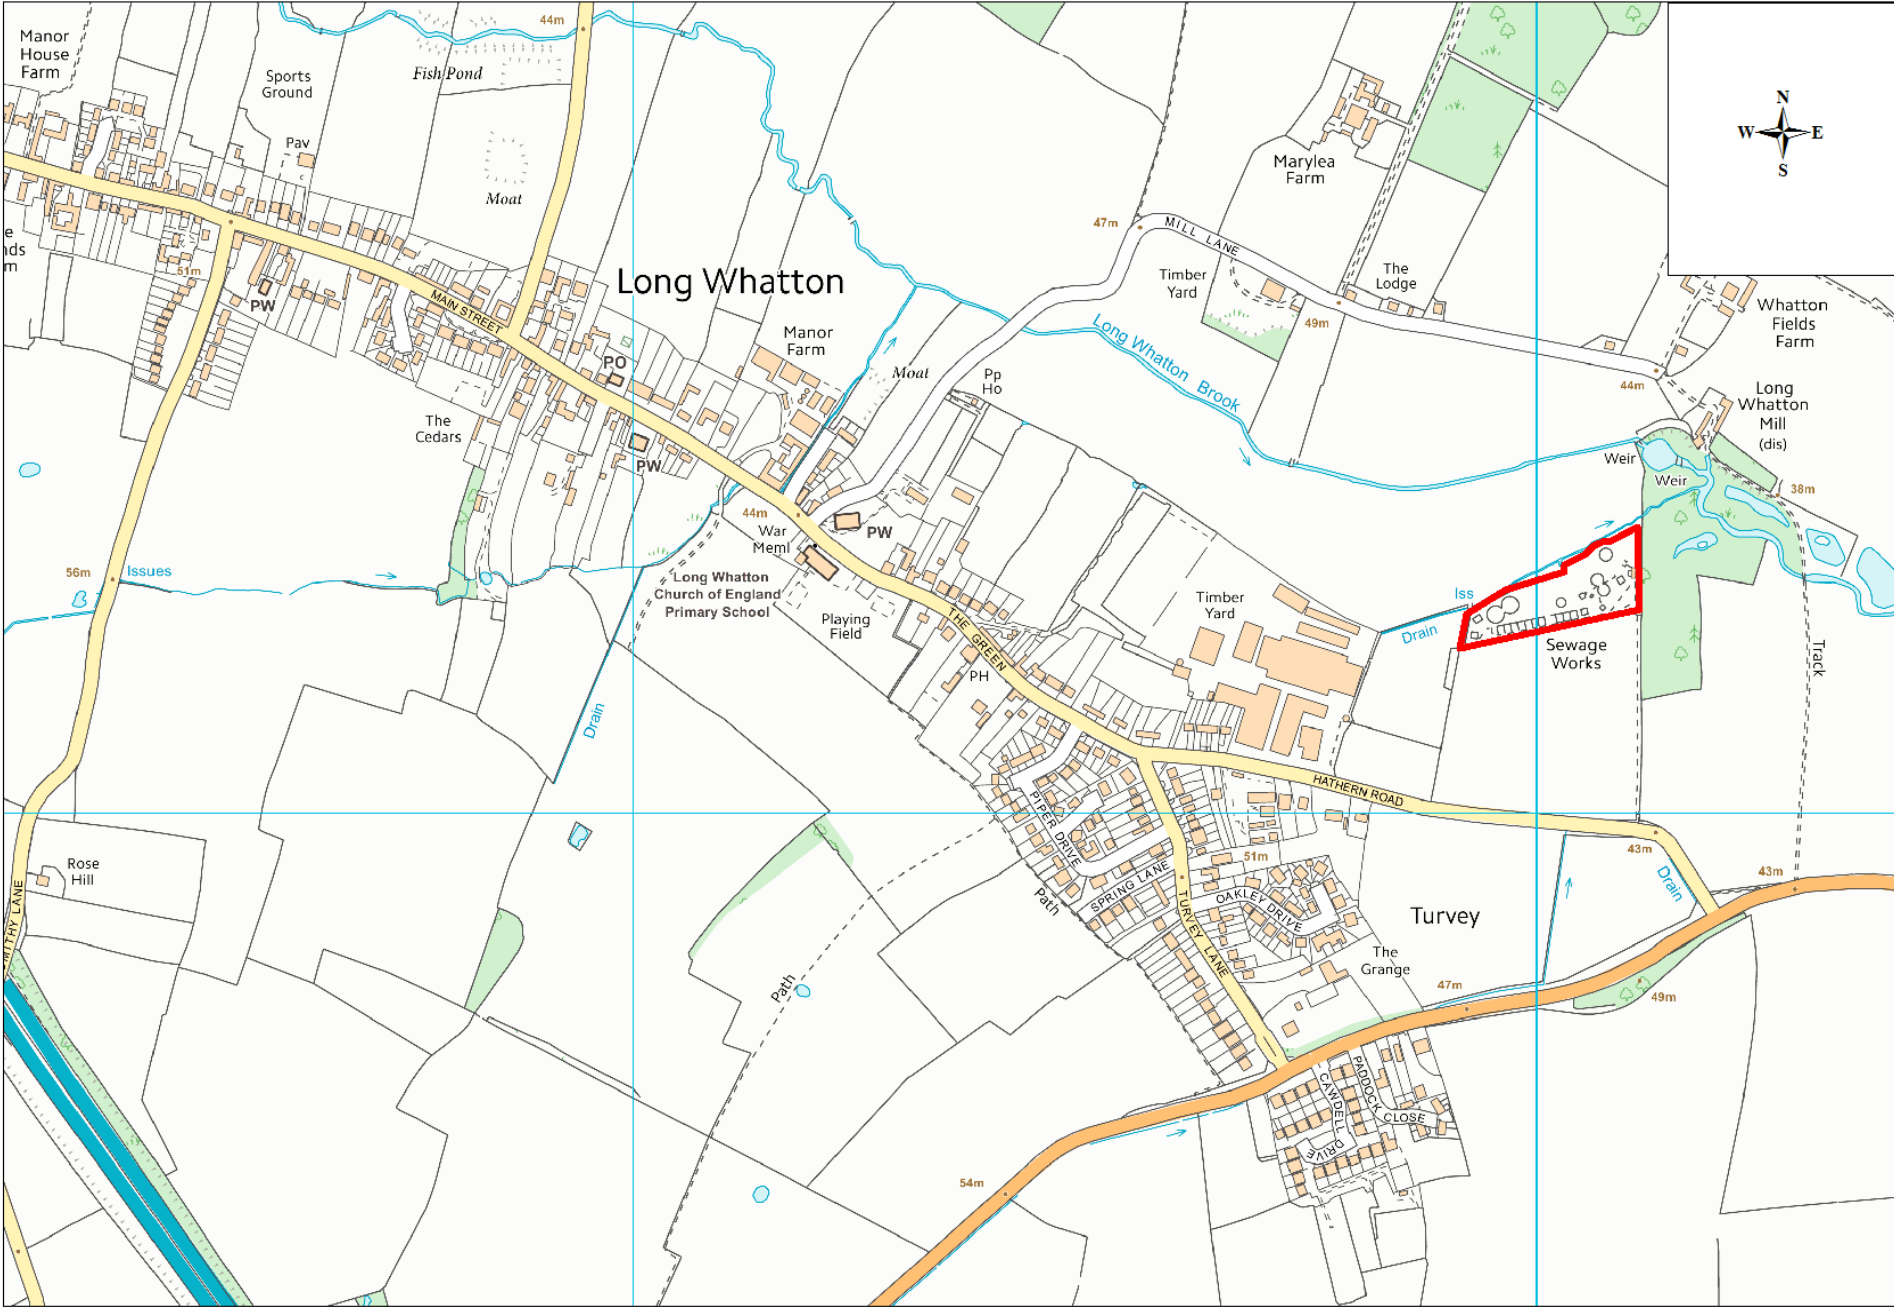 Manor
House
Farm
44m
Fish Pond
Sports
Ground
Pav
Moat
N
W E
S
Marylea
Farm
47m
MILL LANE
Timber
Yard
The
Lodge
49m
Whatton
Fields
Farm
44m
Long
Whatton
Mill
(dis)
51m
PW
MAIN STREET
Long Whatton
Manor
Farm
PO
Moat
Pp
Ho
Long Whatton Brook
The
Cedars
PW
Weir
Weir
38m
44m
War
Meml
PW
56m
Issues
Long Whatton
Church of England
Primary School
Playing
Field
THE GREEN
PH
Timber
Yard
Iss
Drain
Sewage
Works
Track
Drain
HATHERN ROAD
PIPER DRIVE
SPRING LANE
51m
OAKLEY DRIVE
TURVEY LANE
Path
43m
Drain
43m
Turvey
The
Grange
47m
49m
Rose
Hill
Path
PADDOCK CLOSE
CAWDELL DRIVE
54m